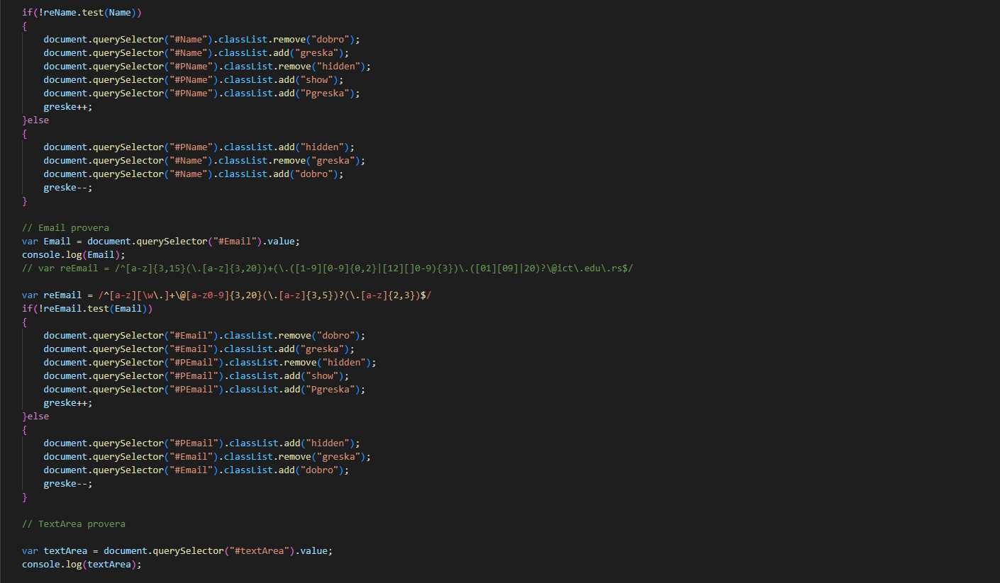 if(!reName.test(Name))
{
    document.querySelector("#Name").classList.remove("dobro");
    document.querySelector("#Name").classList.add("greska");
    document.querySelector("#PName").classList.remove("hidden");
    document.querySelector("#PName").classList.add("show");
    document.querySelector("#PName").classList.add("Pgreska");
    greske++;
}else
{
    document.querySelector("#PName").classList.add("hidden");
    document.querySelector("#Name").classList.remove("greska");
    document.querySelector("#Name").classList.add("dobro");
    greske--;
}
// Email provera
var Email = document.querySelector("#Email").value;
console.log(Email);
// var reEmail = /^[a-z]{3,15}(\.[a-z]{3,20})+(\.([1-9][0-9]{0,2}|[12][]0-9){3})\.([01][09]|20)?\@ict\.edu\.rs$/
var reEmail = /^[a-z][\w\.]+\@[a-z0-9]{3,20}(\.[a-z]{3,5})?(\.[a-z]{2,3})$/
if(!reEmail.test(Email))
{
    document.querySelector("#Email").classList.remove("dobro");
    document.querySelector("#Email").classList.add("greska");
    document.querySelector("#PEmail").classList.remove("hidden");
    document.querySelector("#PEmail").classList.add("show");
    document.querySelector("#PEmail").classList.add("Pgreska");
    greske++;
}else
{
    document.querySelector("#PEmail").classList.add("hidden");
    document.querySelector("#Email").classList.remove("greska");
    document.querySelector("#Email").classList.add("dobro");
    greske--;
}
// TextArea provera
var textArea = document.querySelector("#textArea").value;
console.log(textArea);